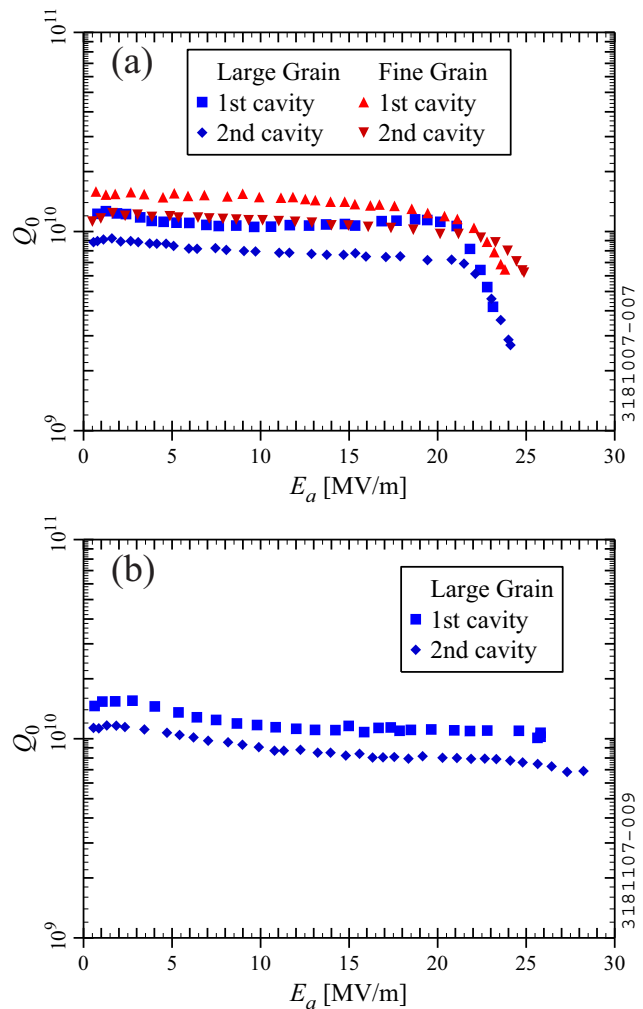 10¹¹
(a)
Large Grain Fine Grain
1st cavity 1st cavity
2nd cavity 2nd cavity
Q₀
10¹⁰
10⁹
0 5 10 15 20 25 30
Eₐ [MV/m]
3181007-007
10¹¹
(b)
Large Grain
1st cavity
2nd cavity
Q₀
10¹⁰
10⁹
0 5 10 15 20 25 30
Eₐ [MV/m]
3181107-009